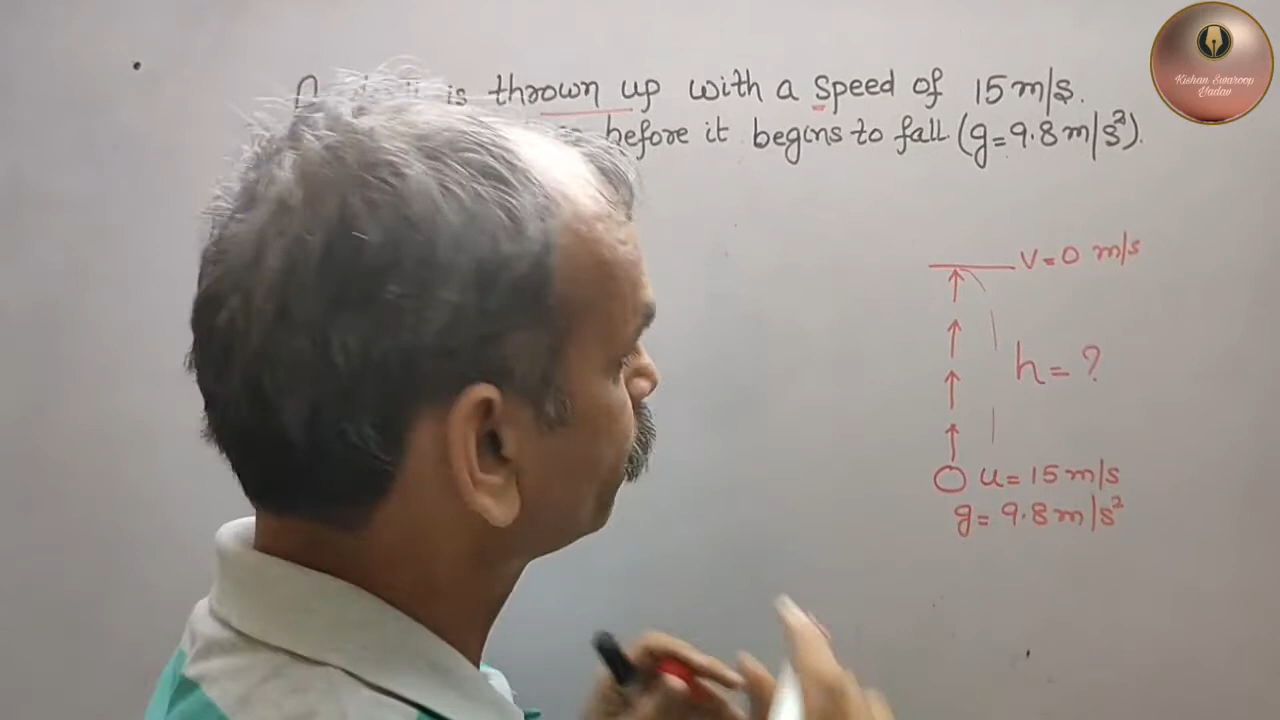 is thrown up with a speed of 15 m/s.
before it begins to fall (g=9.8m/s²).
v=0 m/s
h=?
u=15 m/s
g=9.8 m/s²
Kishan Swaroop
Yadav